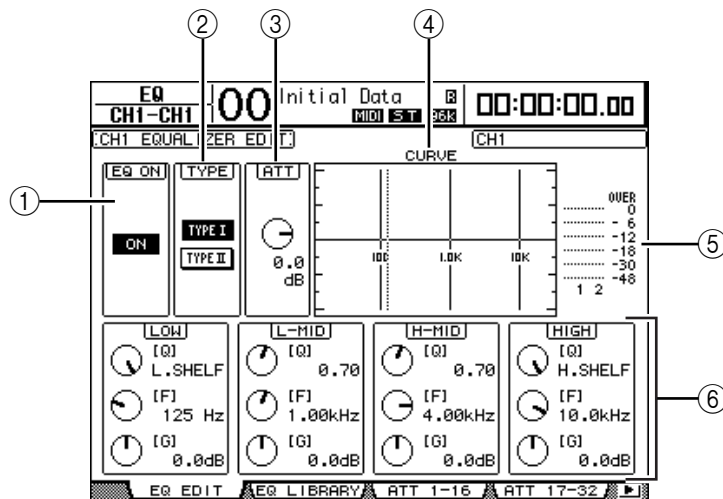 ① ② ③ ④
EQ
CH1-CH1
00 Initial Data R
MIDI ST 96k
00:00:00.00
CH1 EQUALIZER EDIT
CH1
EQ ON
TYPE
ATT
CURVE
ON
TYPE I
TYPE II
0.0
dB
100 1.0K 10K
OVER
0
-6
-12
-18
-30
-48
1 2
⑤
LOW
[Q]
L.SHELF
[F]
125 Hz
[G]
0.0dB
L-MID
[Q]
0.70
[F]
1.00kHz
[G]
0.0dB
H-MID
[Q]
0.70
[F]
4.00kHz
[G]
0.0dB
HIGH
[Q]
H.SHELF
[F]
10.0kHz
[G]
0.0dB
⑥
EQ EDIT EQ LIBRARY ATT 1-16 ATT 17-32